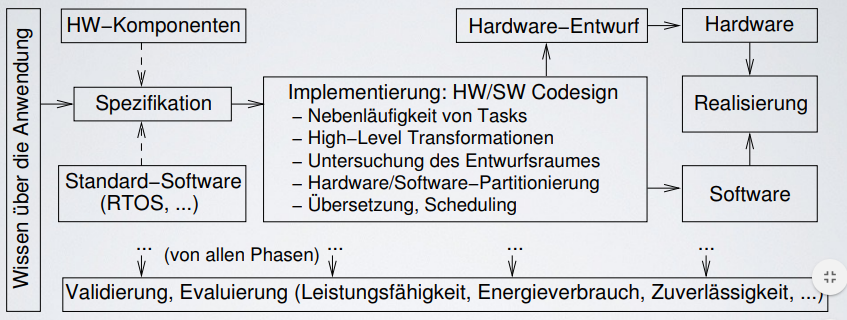 Wissen über die Anwendung
HW−Komponenten
Spezifikation
Standard−Software
(RTOS, ...)
Implementierung: HW/SW Codesign
− Nebenläufigkeit von Tasks
− High−Level Transformationen
− Untersuchung des Entwurfsraumes
− Hardware/Software−Partitionierung
− Übersetzung, Scheduling
Hardware−Entwurf
Hardware
Realisierung
Software
... (von allen Phasen) ... ... ...
Validierung, Evaluierung (Leistungsfähigkeit, Energieverbrauch, Zuverlässigkeit, ...)